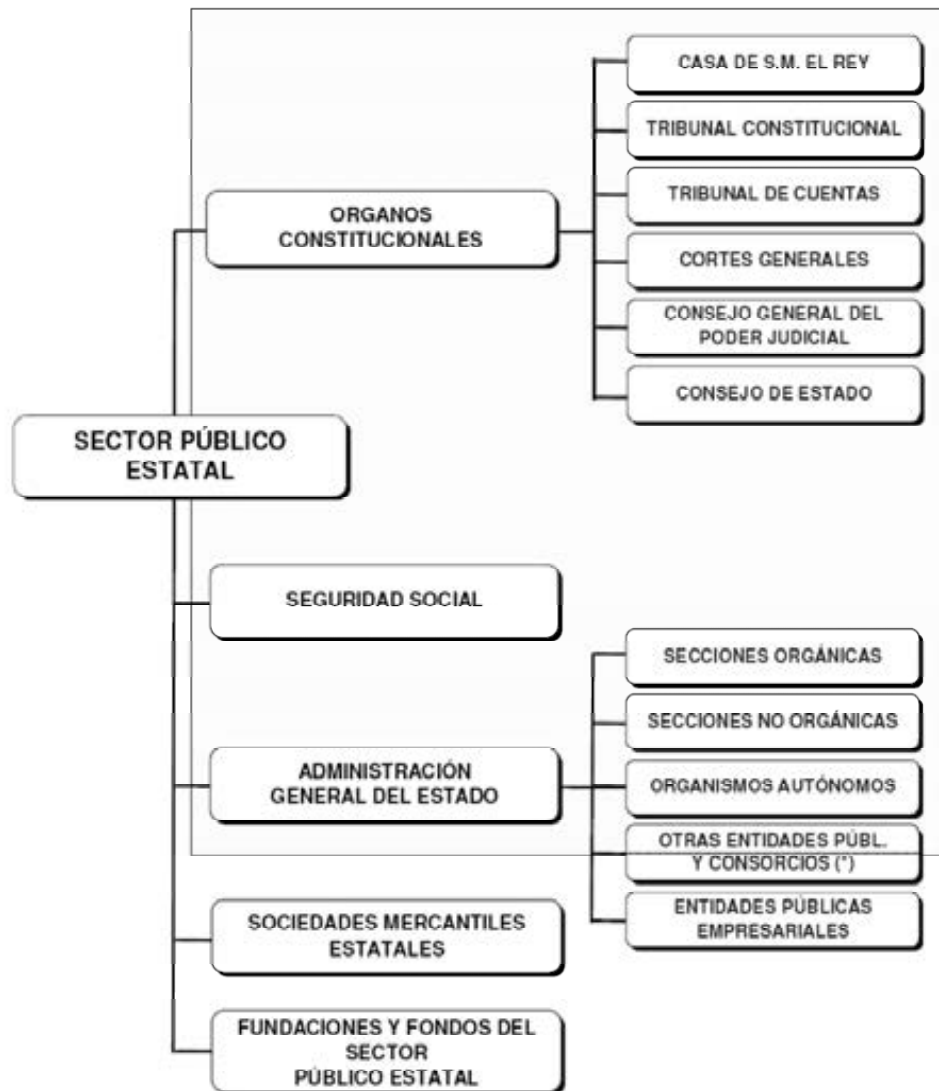 SECTOR PÚBLICO
ESTATAL
ORGANOS
CONSTITUCIONALES
CASA DE S.M. EL REY
TRIBUNAL CONSTITUCIONAL
TRIBUNAL DE CUENTAS
CORTES GENERALES
CONSEJO GENERAL DEL
PODER JUDICIAL
CONSEJO DE ESTADO
SEGURIDAD SOCIAL
ADMINISTRACIÓN
GENERAL DEL ESTADO
SECCIONES ORGÁNICAS
SECCIONES NO ORGÁNICAS
ORGANISMOS AUTÓNOMOS
OTRAS ENTIDADES PÚBL.
Y CONSORCIOS (*)
ENTIDADES PÚBLICAS
EMPRESARIALES
SOCIEDADES MERCANTILES
ESTATALES
FUNDACIONES Y FONDOS DEL
SECTOR
PÚBLICO ESTATAL